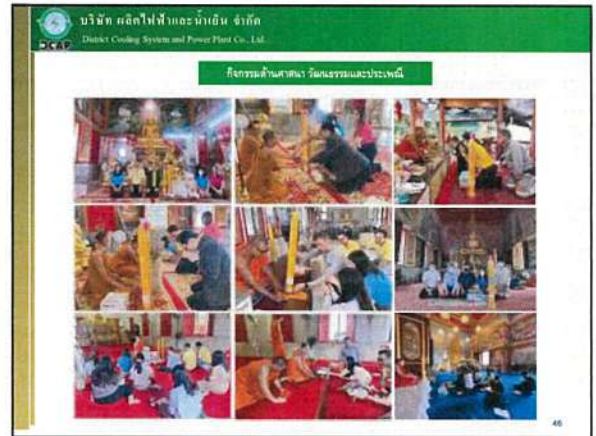 บริษัท ผลิตไฟฟ้าและน้ำเย็น จำกัด
District Cooling System and Power Plant Co., Ltd.
DCAP
กิจกรรมด้านศาสนา วัฒนธรรมและประเพณี
46